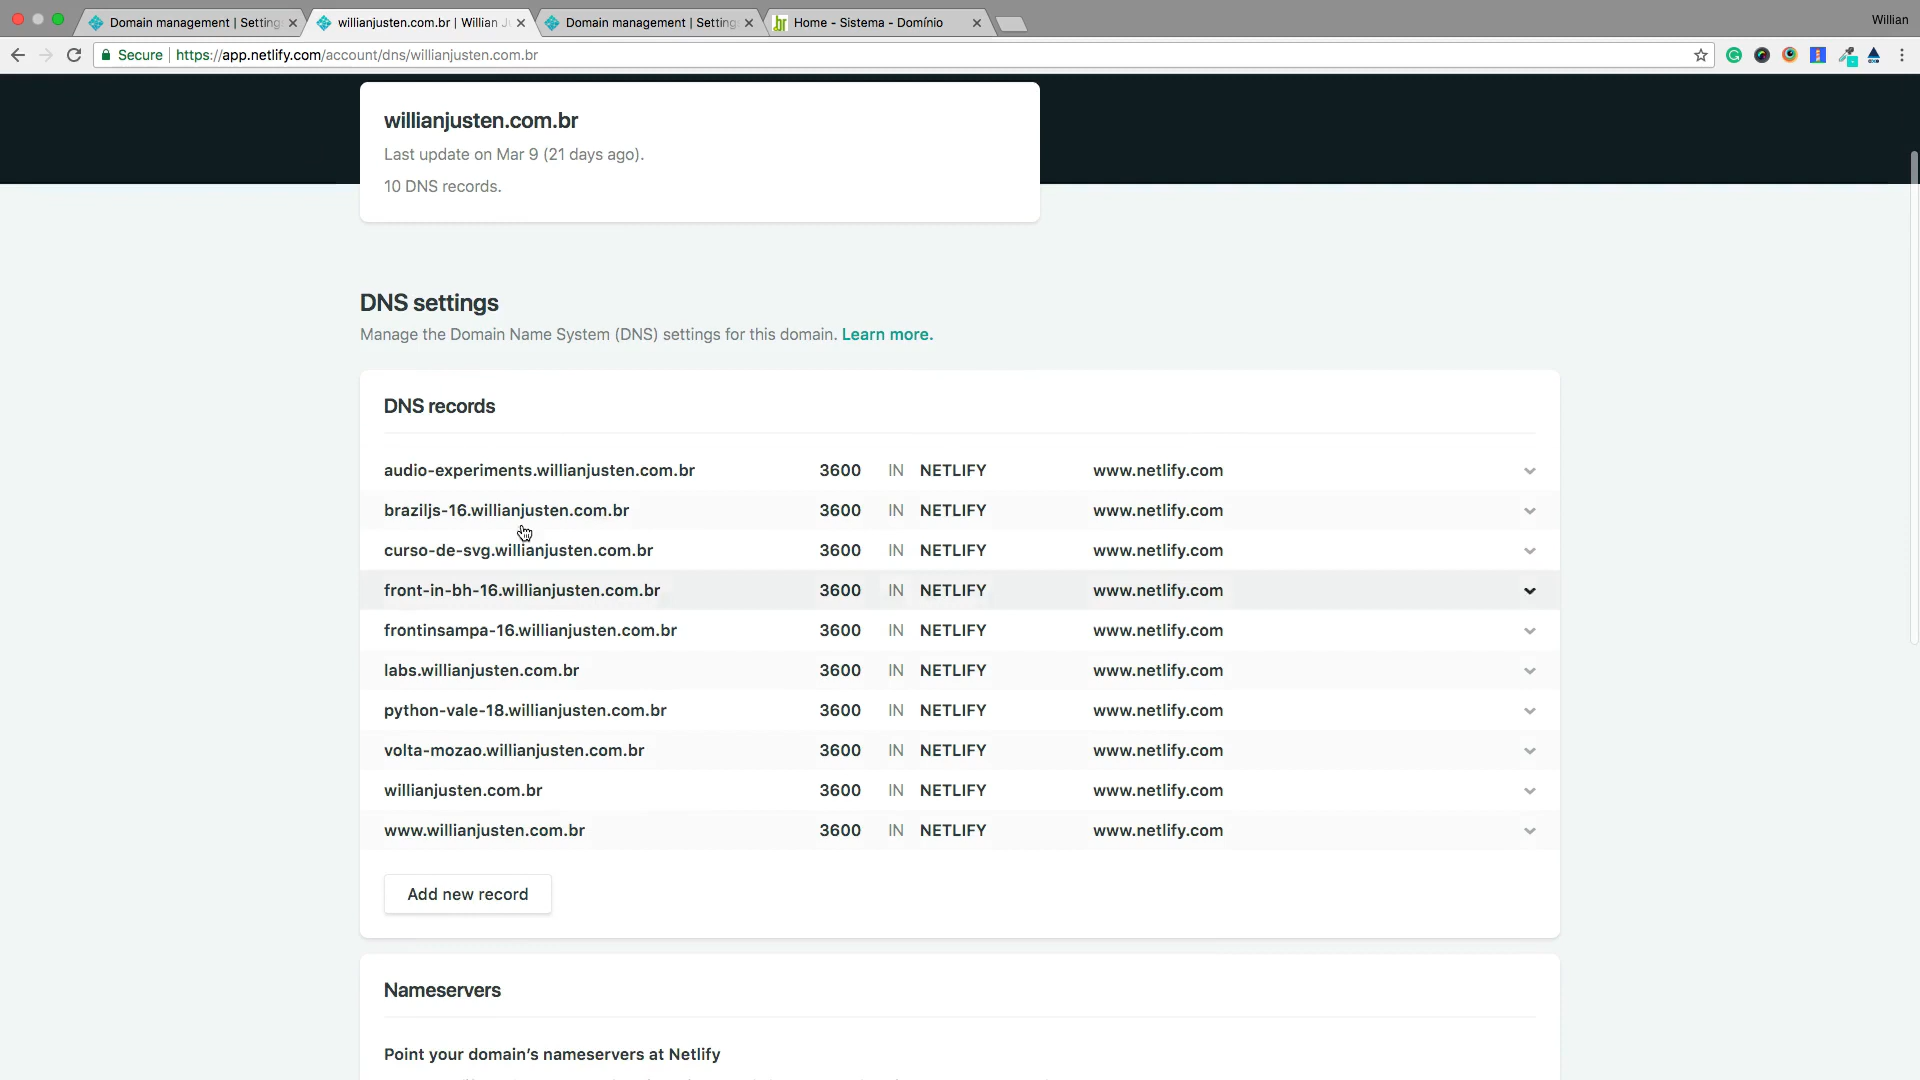 Domain management | Setting
willianjusten.com.br | Willian J
Domain management | Setting
Home - Sistema - Domínio
Willian
Secure
https://app.netlify.com/account/dns/willianjusten.com.br
willianjusten.com.br
Last update on Mar 9 (21 days ago).
10 DNS records.
DNS settings
Manage the Domain Name System (DNS) settings for this domain. Learn more.
DNS records
audio-experiments.willianjusten.com.br 3600 IN NETLIFY www.netlify.com
braziljs-16.willianjusten.com.br 3600 IN NETLIFY www.netlify.com
curso-de-svg.willianjusten.com.br 3600 IN NETLIFY www.netlify.com
front-in-bh-16.willianjusten.com.br 3600 IN NETLIFY www.netlify.com
frontinsampa-16.willianjusten.com.br 3600 IN NETLIFY www.netlify.com
labs.willianjusten.com.br 3600 IN NETLIFY www.netlify.com
python-vale-18.willianjusten.com.br 3600 IN NETLIFY www.netlify.com
volta-mozao.willianjusten.com.br 3600 IN NETLIFY www.netlify.com
willianjusten.com.br 3600 IN NETLIFY www.netlify.com
www.willianjusten.com.br 3600 IN NETLIFY www.netlify.com
Add new record
Nameservers
Point your domain's nameservers at Netlify